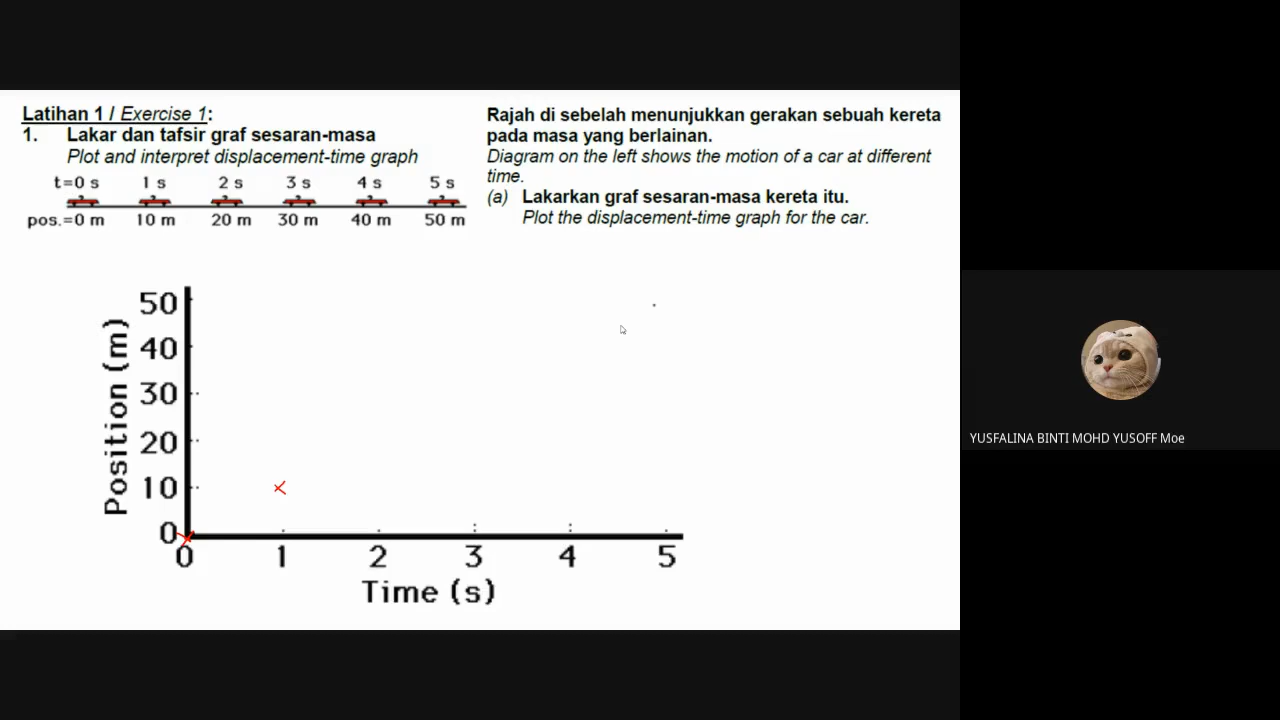 Latihan 1 / Exercise 1:
1. Lakar dan tafsir graf sesaran-masa
Plot and interpret displacement-time graph
t=0 s 1 s 2 s 3 s 4 s 5 s
pos.=0 m 10 m 20 m 30 m 40 m 50 m
Rajah di sebelah menunjukkan gerakan sebuah kereta
pada masa yang berlainan.
Diagram on the left shows the motion of a car at different
time.
(a) Lakarkan graf sesaran-masa kereta itu.
Plot the displacement-time graph for the car.
Position (m)
50
40
30
20
10
0
0 1 2 3 4 5
Time (s)
YUSFALINA BINTI MOHD YUSOFF Moe